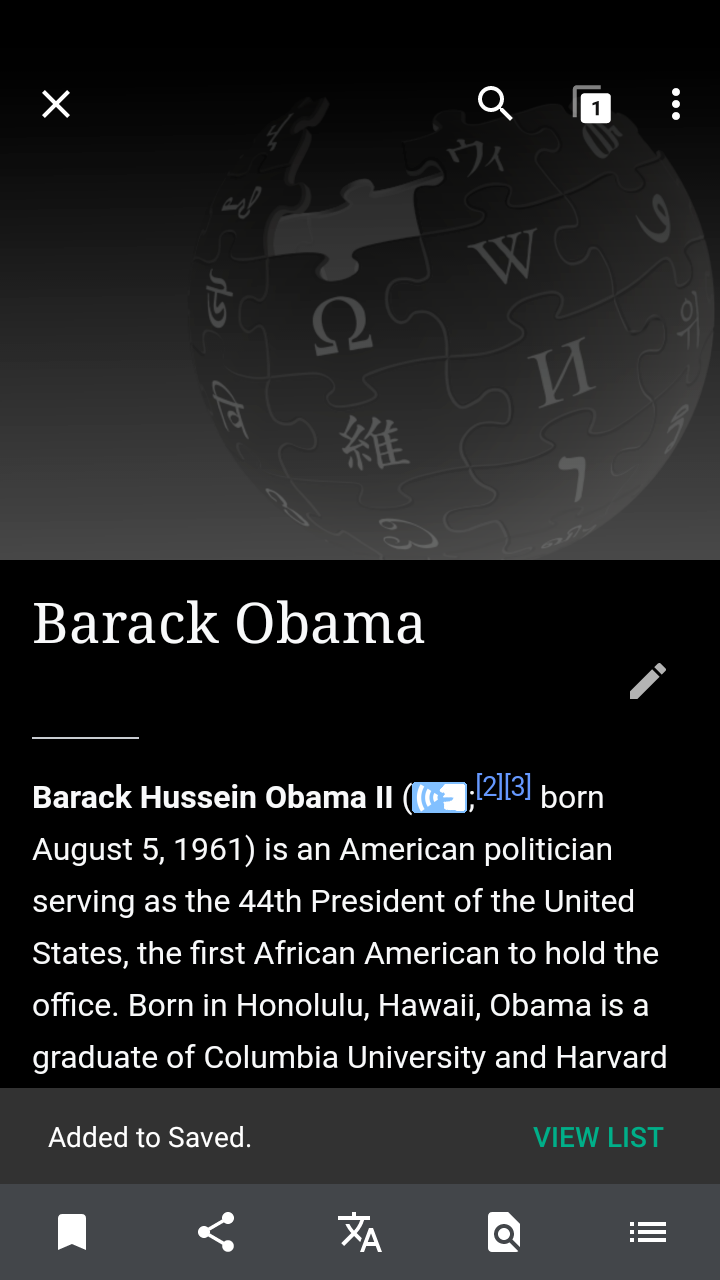 1
ウィ
W
Ω
И
維
Barack Obama
Barack Hussein Obama II (;[2][3] born
August 5, 1961) is an American politician
serving as the 44th President of the United
States, the first African American to hold the
office. Born in Honolulu, Hawaii, Obama is a
graduate of Columbia University and Harvard
Added to Saved.
VIEW LIST
文A